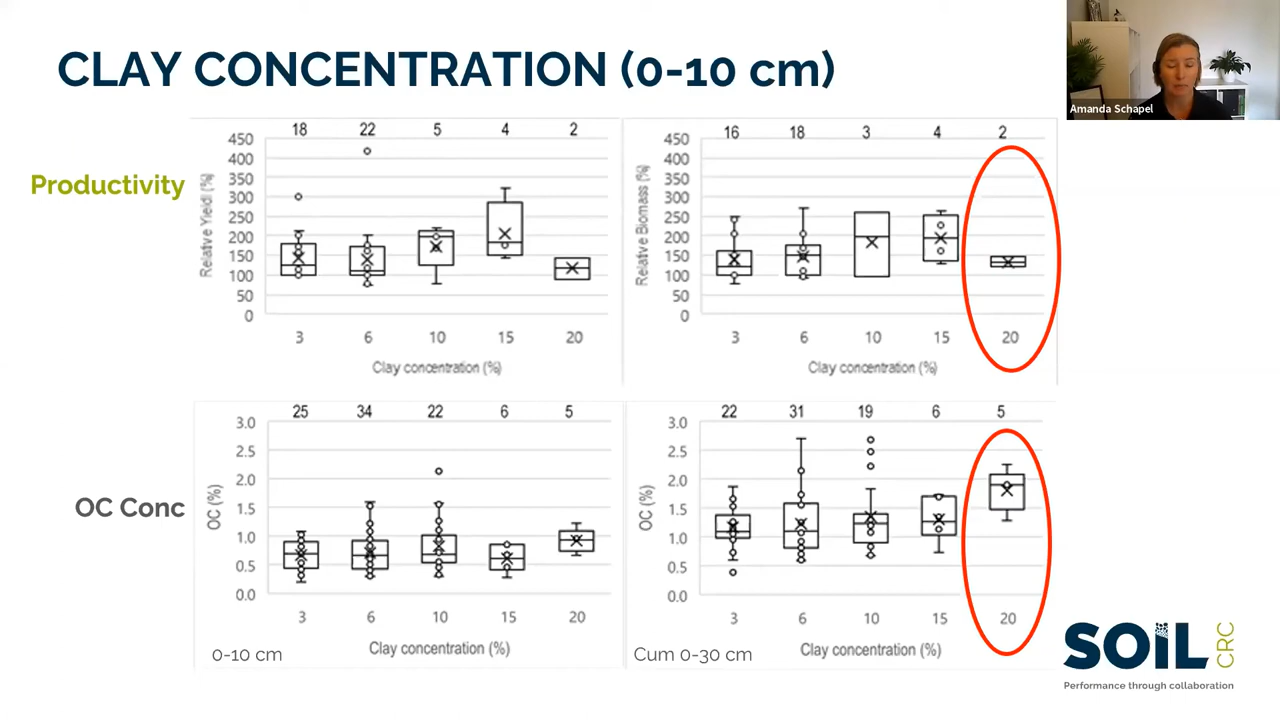 CLAY CONCENTRATION (0-10 cm)
Amanda Schapel
Productivity
18 22 5 4 2
450
400
350
300
250
200
150
100
50
0
Relative Yield (%)
3 6 10 15 20
Clay concentration (%)
16 18 3 4 2
450
400
350
300
250
200
150
100
50
0
Relative Biomass (%)
3 6 10 15 20
Clay concentration (%)
OC Conc
25 34 22 6 5
3.0
2.5
2.0
1.5
1.0
0.5
0.0
OC (%)
3 6 10 15 20
Clay concentration (%)
0-10 cm
22 31 19 6 5
3.0
2.5
2.0
1.5
1.0
0.5
0.0
OC (%)
3 6 10 15 20
Clay concentration (%)
Cum 0-30 cm
SOiL CRC
Performance through collaboration